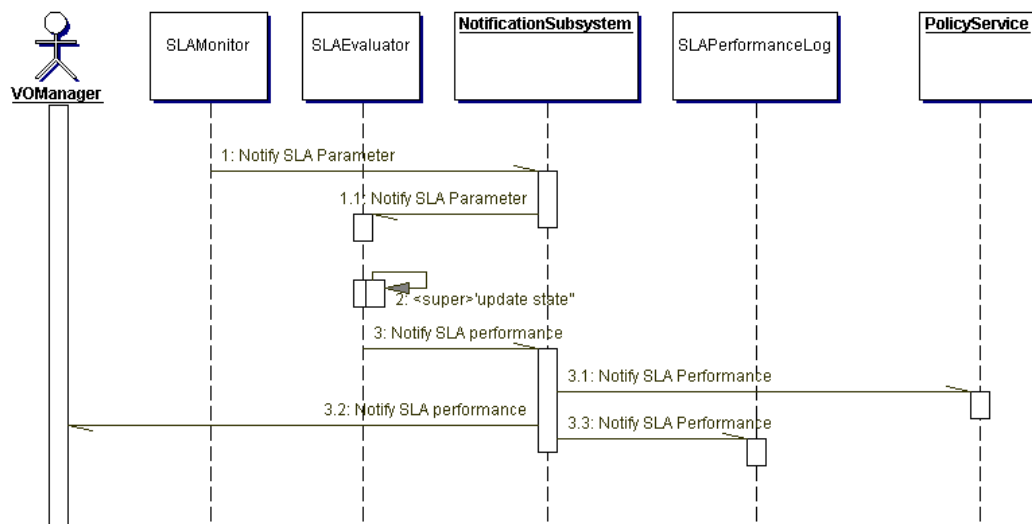 VOManager
SLAMonitor
SLAEvaluator
NotificationSubsystem
SLAPerformanceLog
PolicyService
1: Notify SLA Parameter
1.1: Notify SLA Parameter
2: <super>'update state"
3: Notify SLA performance
3.1: Notify SLA Performance
3.2: Notify SLA performance
3.3: Notify SLA Performance